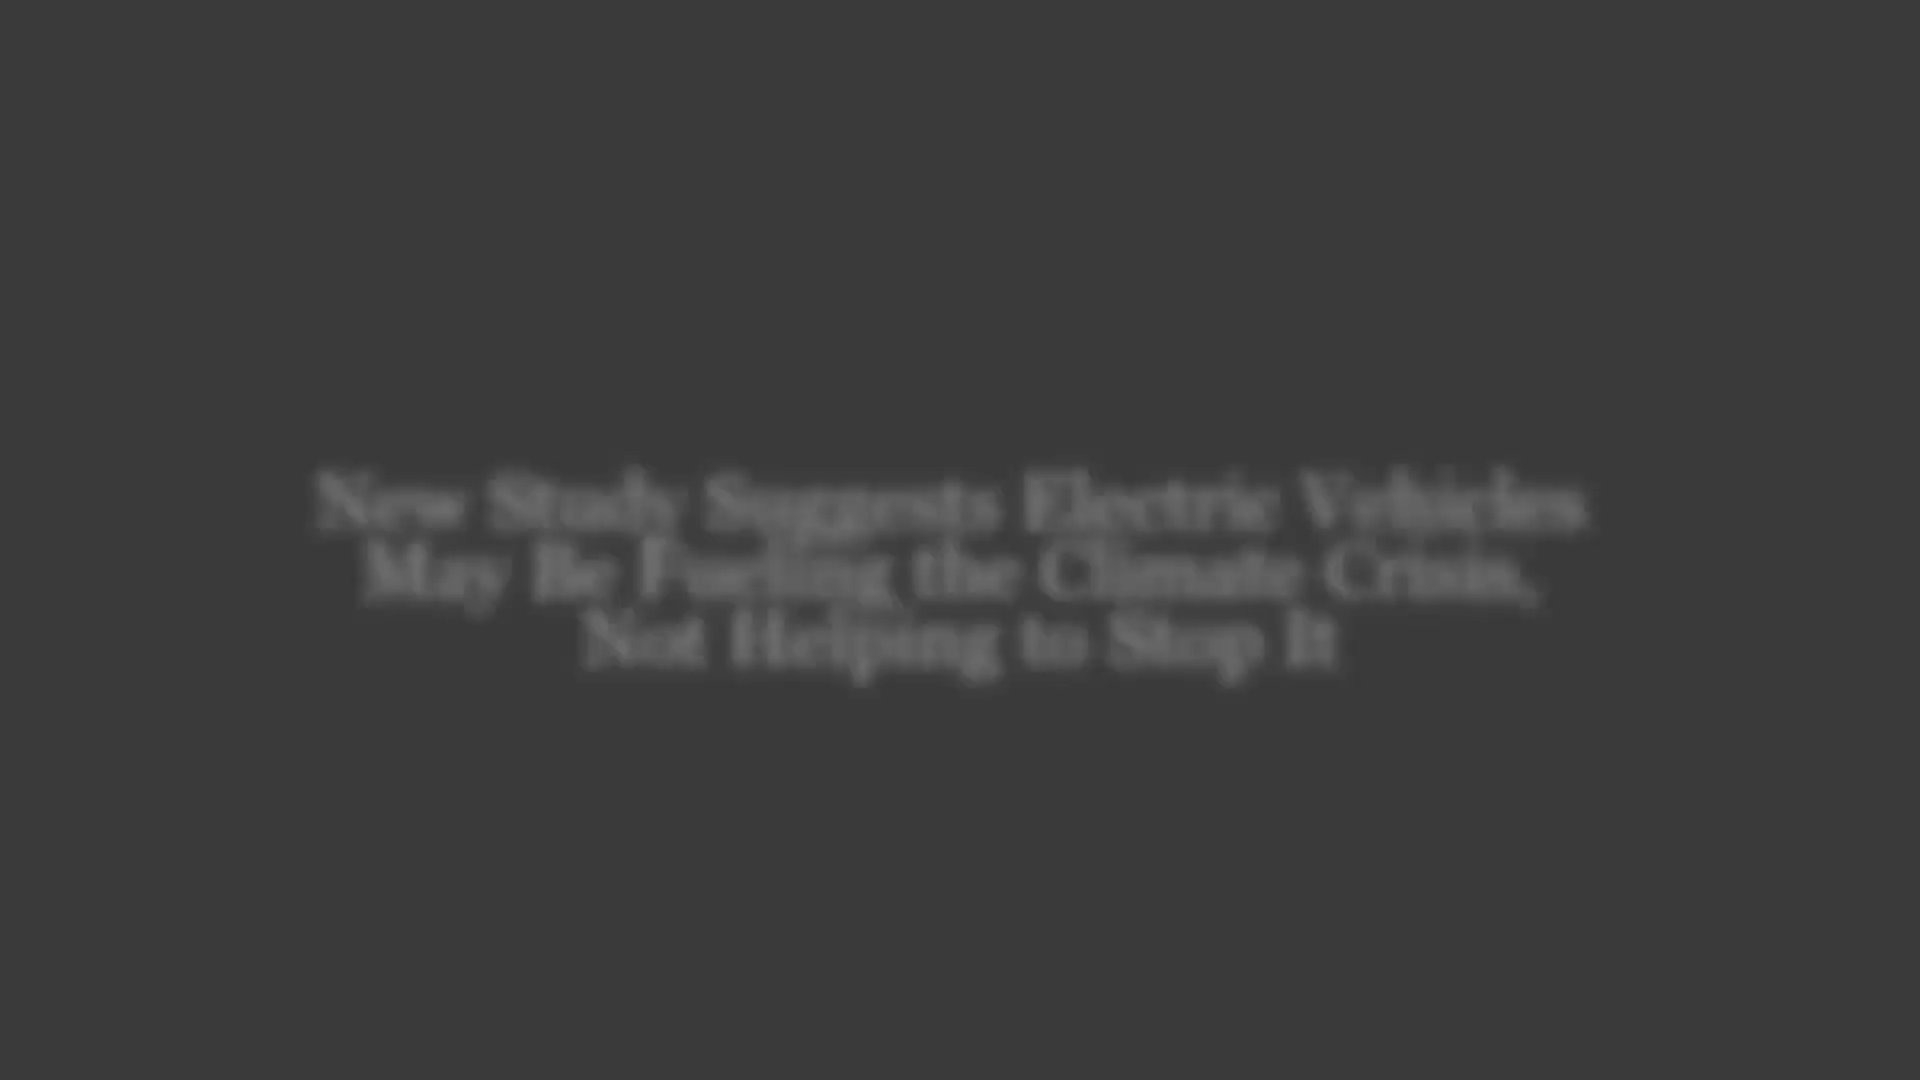 New Study Suggests Electric Vehicles
May Be Fueling the Climate Crisis,
Not Helping to Stop It